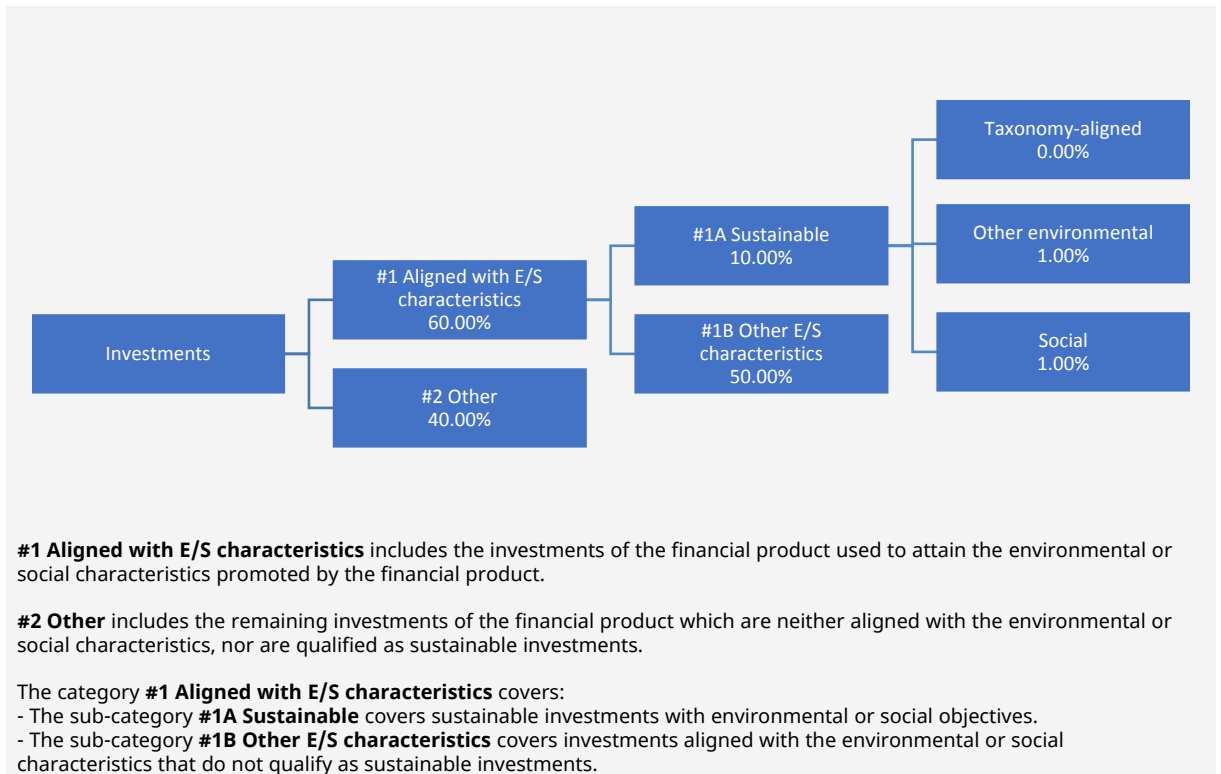 Investments
#1 Aligned with E/S
characteristics
60.00%
#2 Other
40.00%
#1A Sustainable
10.00%
#1B Other E/S
characteristics
50.00%
Taxonomy-aligned
0.00%
Other environmental
1.00%
Social
1.00%
#1 Aligned with E/S characteristics includes the investments of the financial product used to attain the environmental or
social characteristics promoted by the financial product.
#2 Other includes the remaining investments of the financial product which are neither aligned with the environmental or
social characteristics, nor are qualified as sustainable investments.
The category #1 Aligned with E/S characteristics covers:
- The sub-category #1A Sustainable covers sustainable investments with environmental or social objectives.
- The sub-category #1B Other E/S characteristics covers investments aligned with the environmental or social
characteristics that do not qualify as sustainable investments.